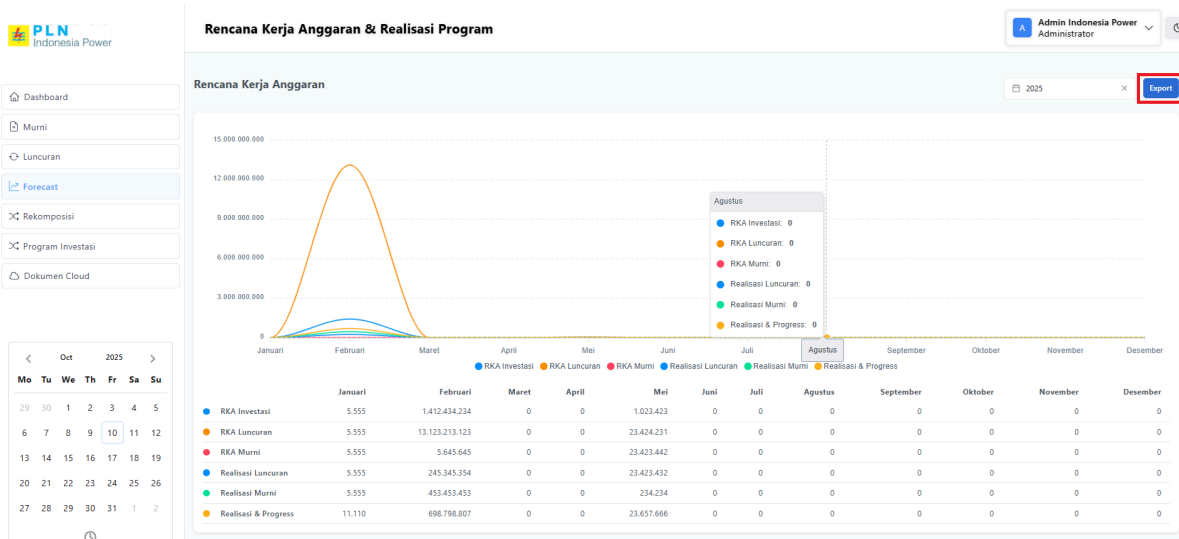 PLN
Indonesia Power
Rencana Kerja Anggaran & Realisasi Program
A
Admin Indonesia Power
Administrator
Dashboard
Murni
Luncuran
Forecast
Rekomposisi
Program Investasi
Dokumen Cloud
Oct 2025
Mo Tu We Th Fr Sa Su
29 30 1 2 3 4 5
6 7 8 9 10 11 12
13 14 15 16 17 18 19
20 21 22 23 24 25 26
27 28 29 30 31 1 2
Rencana Kerja Anggaran
2025
Export
15.000.000.000
12.000.000.000
9.000.000.000
6.000.000.000
3.000.000.000
0
Agustus
RKA Investasi: 0
RKA Luncuran: 0
RKA Murni: 0
Realisasi Luncuran: 0
Realisasi Murni: 0
Realisasi & Progress: 0
Januari Februari Maret April Mei Juni Juli Agustus September Oktober November Desember
RKA Investasi RKA Luncuran RKA Murni Realisasi Luncuran Realisasi Murni Realisasi & Progress
Januari Februari Maret April Mei Juni Juli Agustus September Oktober November Desember
RKA Investasi 5.555 1.412.434.234 0 0 1.023.423 0 0 0 0 0 0 0
RKA Luncuran 5.555 13.123.213.123 0 0 23.424.231 0 0 0 0 0 0 0
RKA Murni 5.555 5.645.645 0 0 23.423.442 0 0 0 0 0 0 0
Realisasi Luncuran 5.555 245.345.354 0 0 23.423.432 0 0 0 0 0 0 0
Realisasi Murni 5.555 453.453.453 0 0 234.234 0 0 0 0 0 0 0
Realisasi & Progress 11.110 698.798.807 0 0 23.657.666 0 0 0 0 0 0 0